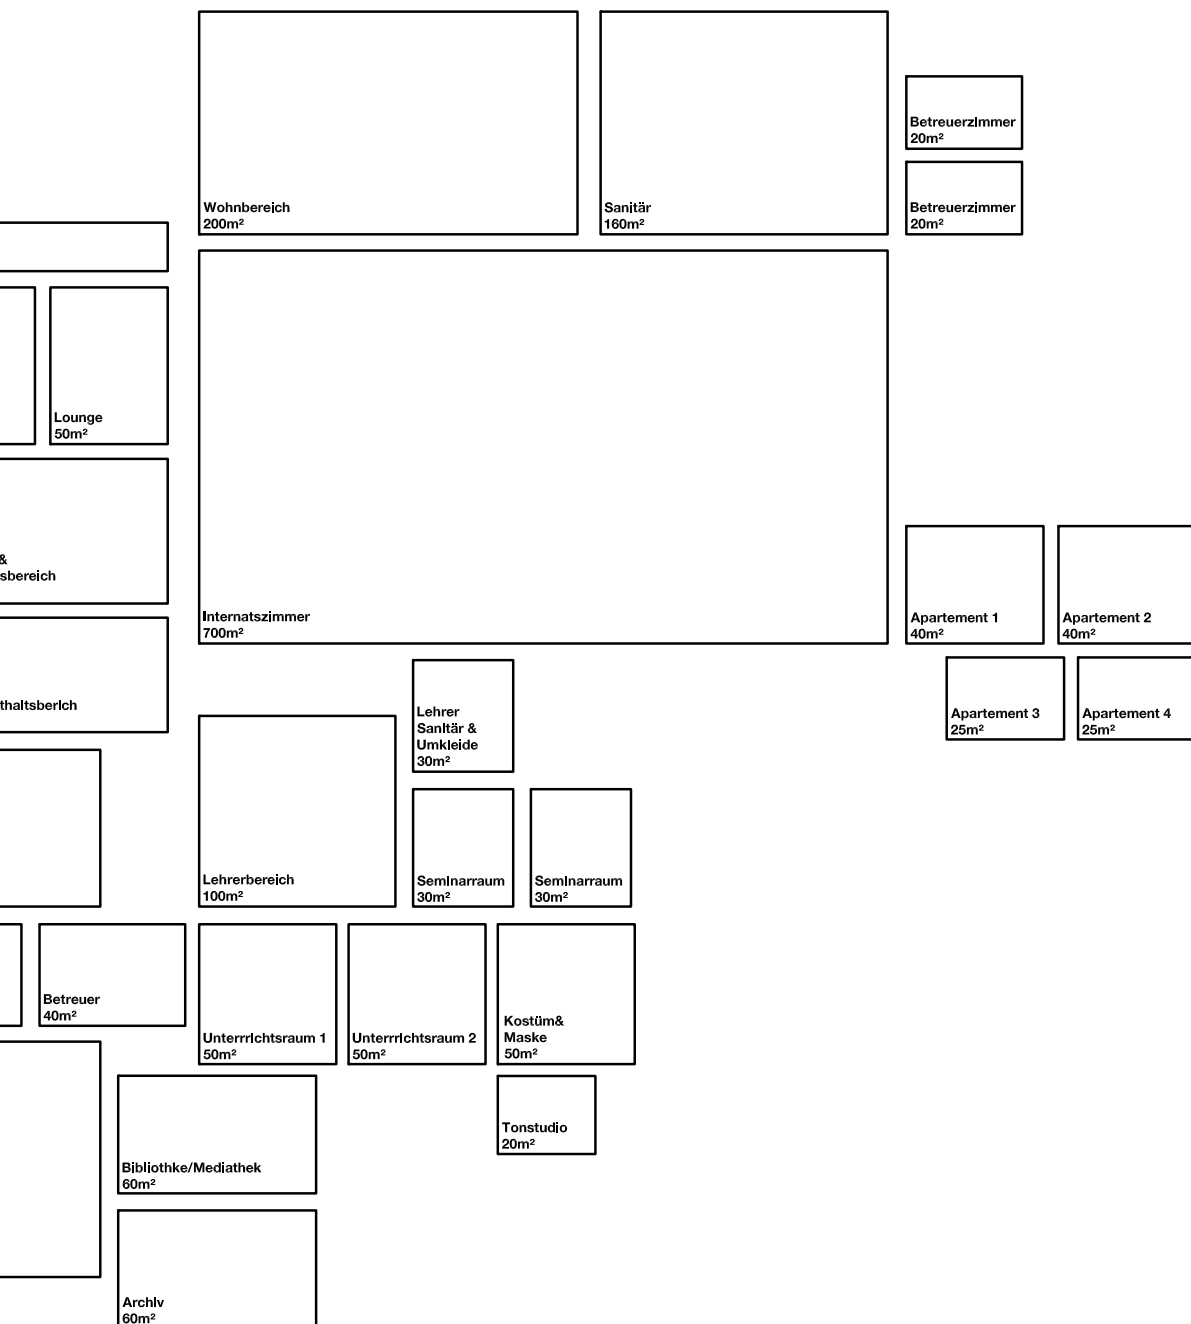 Betreuerzimmer
20m²
Wohnbereich
200m²
Sanitär
160m²
Betreuerzimmer
20m²
Lounge
50m²
&
sbereich
Internatszimmer
700m²
Apartement 1
40m²
Apartement 2
40m²
thaltsberich
Lehrer
Sanitär &
Umkleide
30m²
Apartement 3
25m²
Apartement 4
25m²
Lehrerbereich
100m²
Seminarraum
30m²
Seminarraum
30m²
Betreuer
40m²
Unterrrichtsraum 1
50m²
Unterrrichtsraum 2
50m²
Kostüm&
Maske
50m²
Tonstudio
20m²
Bibliothke/Mediathek
60m²
Archiv
60m²